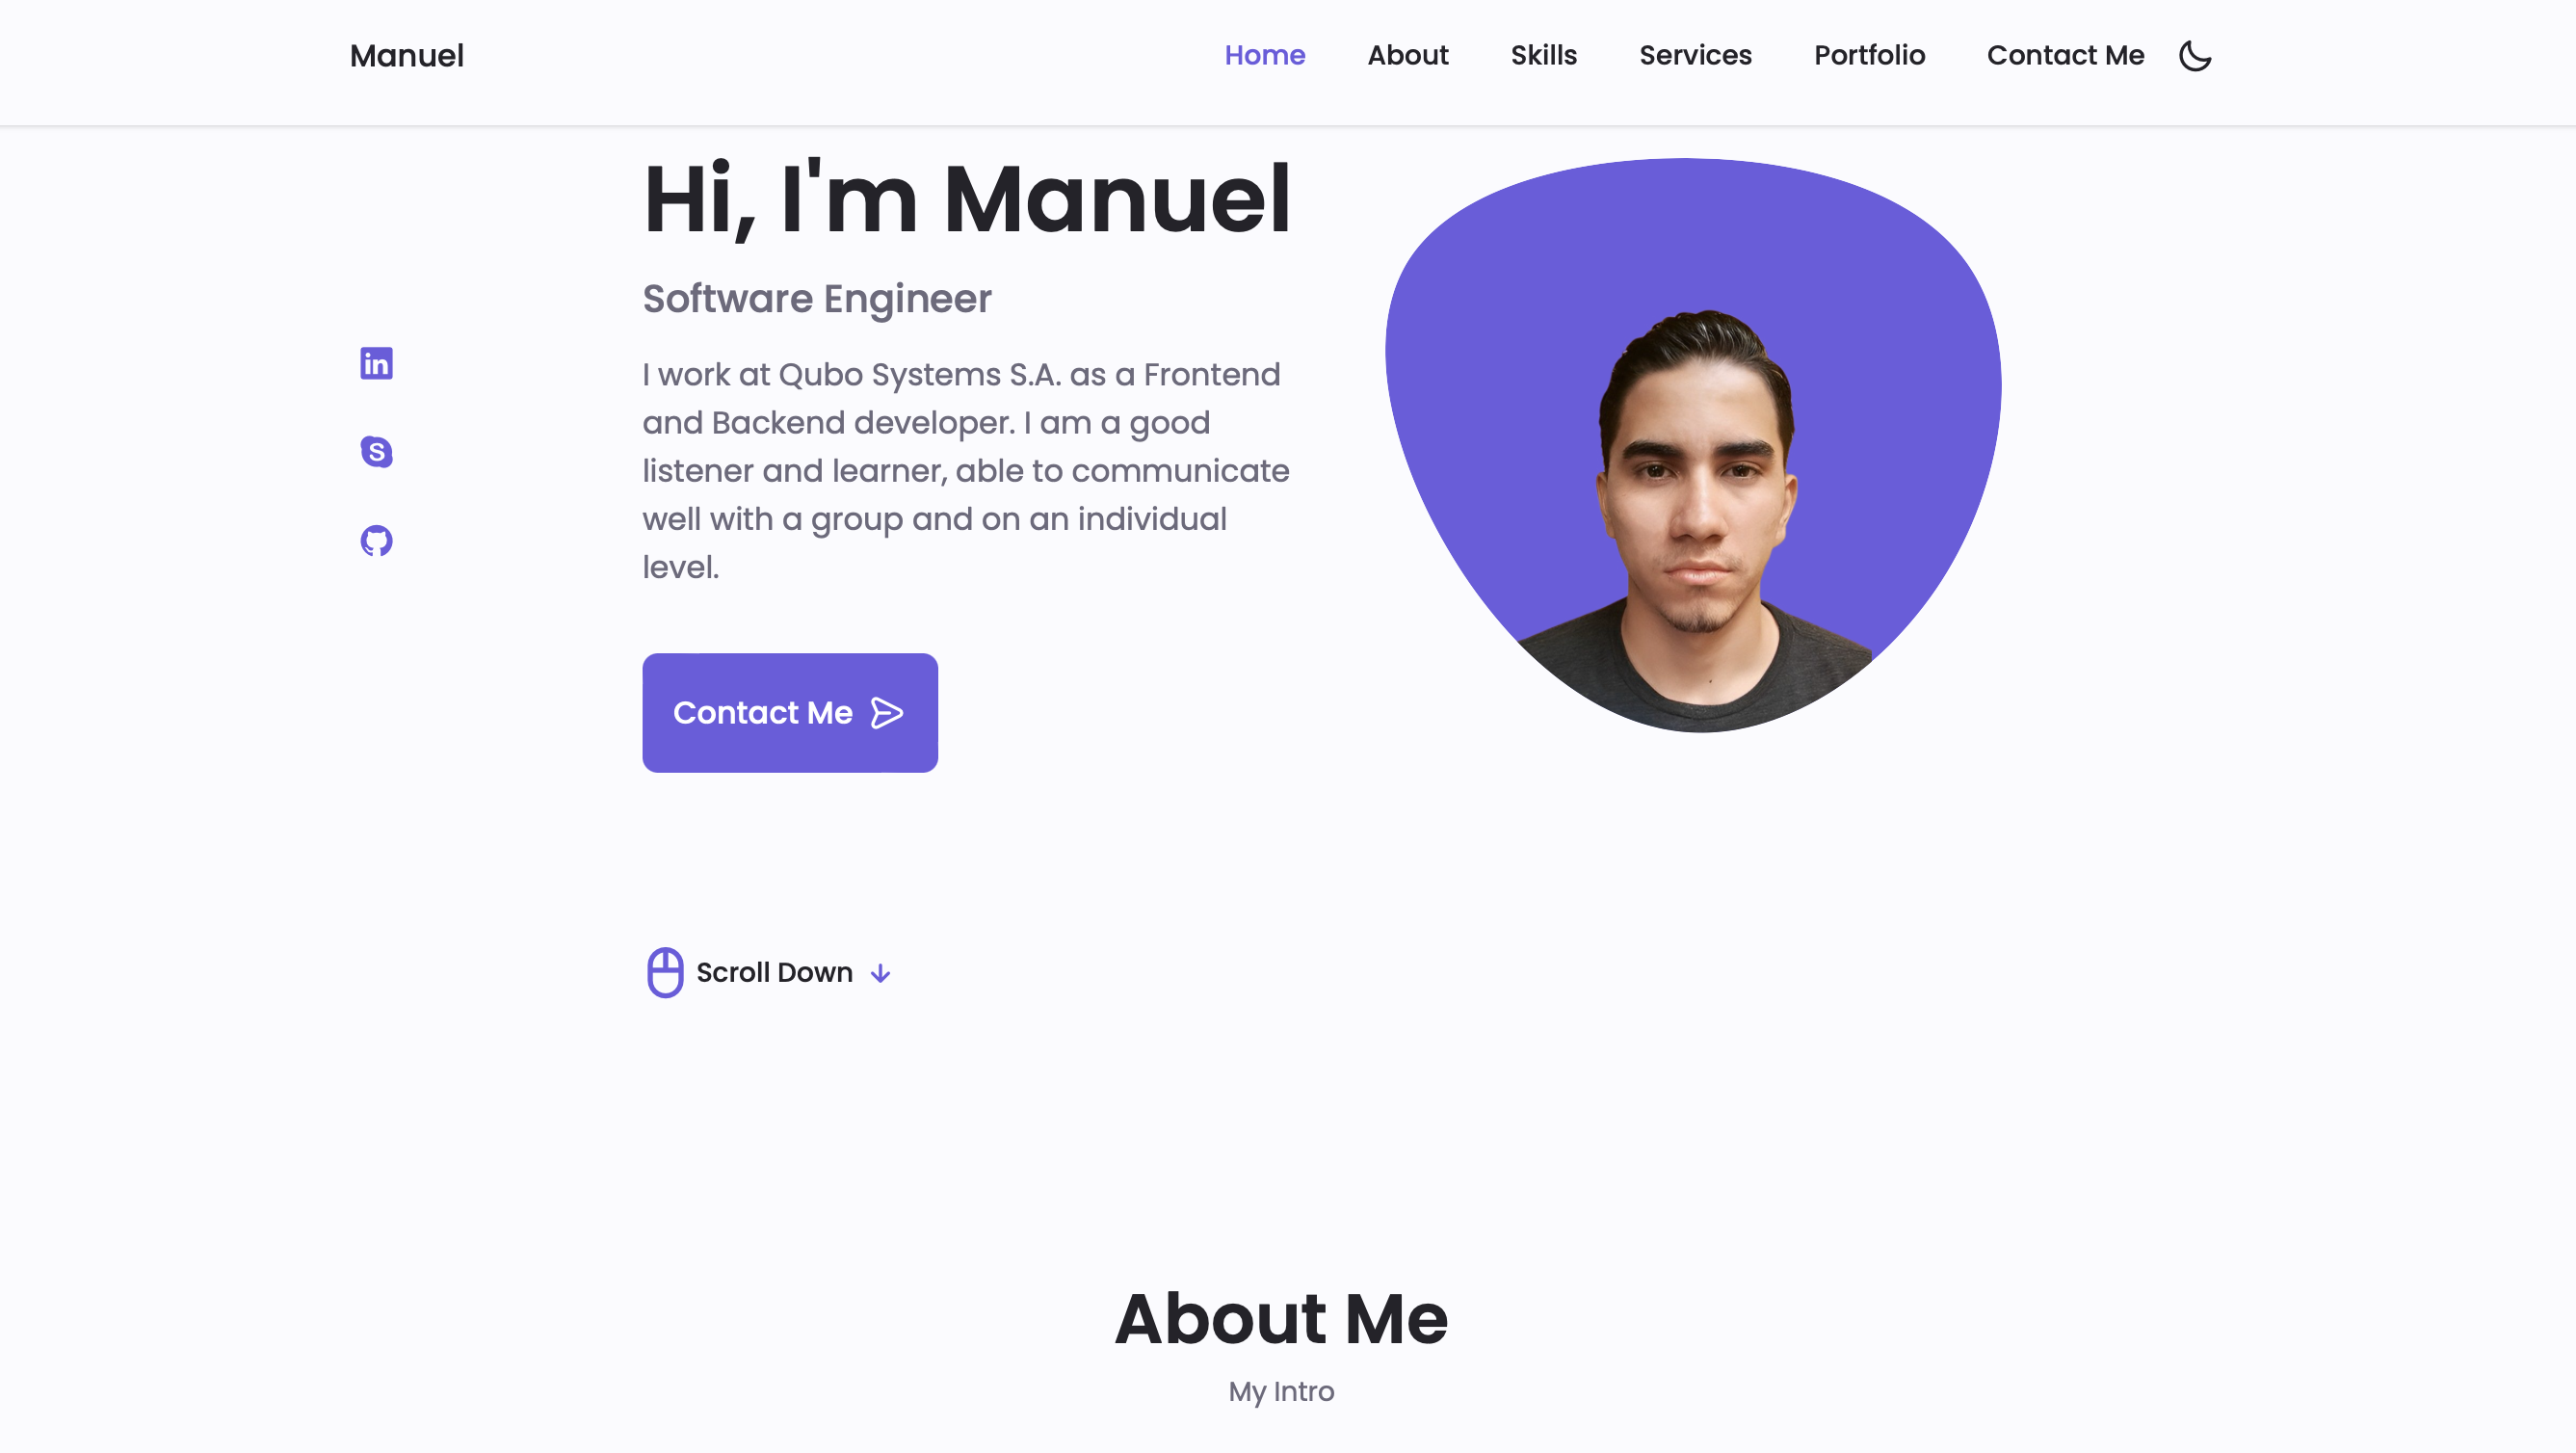 Manuel
Home About Skills Services Portfolio Contact Me
Hi, I'm Manuel
Software Engineer
I work at Qubo Systems S.A. as a Frontend
and Backend developer. I am a good
listener and learner, able to communicate
well with a group and on an individual
level.
Contact Me
Scroll Down
About Me
My Intro